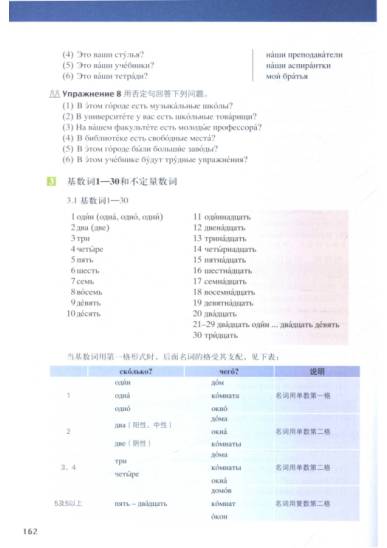 (4) Это ва́ши сту́лья?
(5) Это ва́ши уче́бники?
(6) Это ва́ши тетра́ди?
на́ши преподава́тели
на́ши аспира́нтки
мои́ бра́тья
Упражнение 8 用否定句回答下列问题。
(1) В э́том го́роде есть музыка́льные шко́лы?
(2) В университе́те у вас есть шко́льные това́рищи?
(3) На ва́шем факульте́те есть молоды́е профессора́?
(4) В библиоте́ке есть свобо́дные места́?
(5) В э́том го́роде бы́ли больши́е заво́ды?
(6) В э́том уче́бнике бу́дут тру́дные упражне́ния?
3 基数词1—30和不定量数词
3.1 基数词1—30
1 оди́н (одна́, одно́, одни́)
2 два (две)
3 три
4 четы́ре
5 пять
6 шесть
7 семь
8 во́семь
9 де́вять
10 де́сять
11 оди́ннадцать
12 двена́дцать
13 трина́дцать
14 четы́рнадцать
15 пятна́дцать
16 шестна́дцать
17 семна́дцать
18 восемна́дцать
19 девятна́дцать
20 два́дцать
21–29 два́дцать оди́н ... два́дцать де́вять
30 три́дцать
当基数词用第一格形式时，后面名词的格受其支配，见下表：
ско́лько? чего́? 说明
оди́н дом
1 одна́ ко́мната 名词用单数第一格
одно́ окно́
два（阳性、中性） до́ма
2 окна́ 名词用单数第二格
две（阴性） ко́мнаты
три до́ма
3、4 ко́мнаты 名词用单数第二格
четы́ре окна́
домо́в
5及5以上 пять – два́дцать ко́мнат 名词用复数第二格
о́кон
162